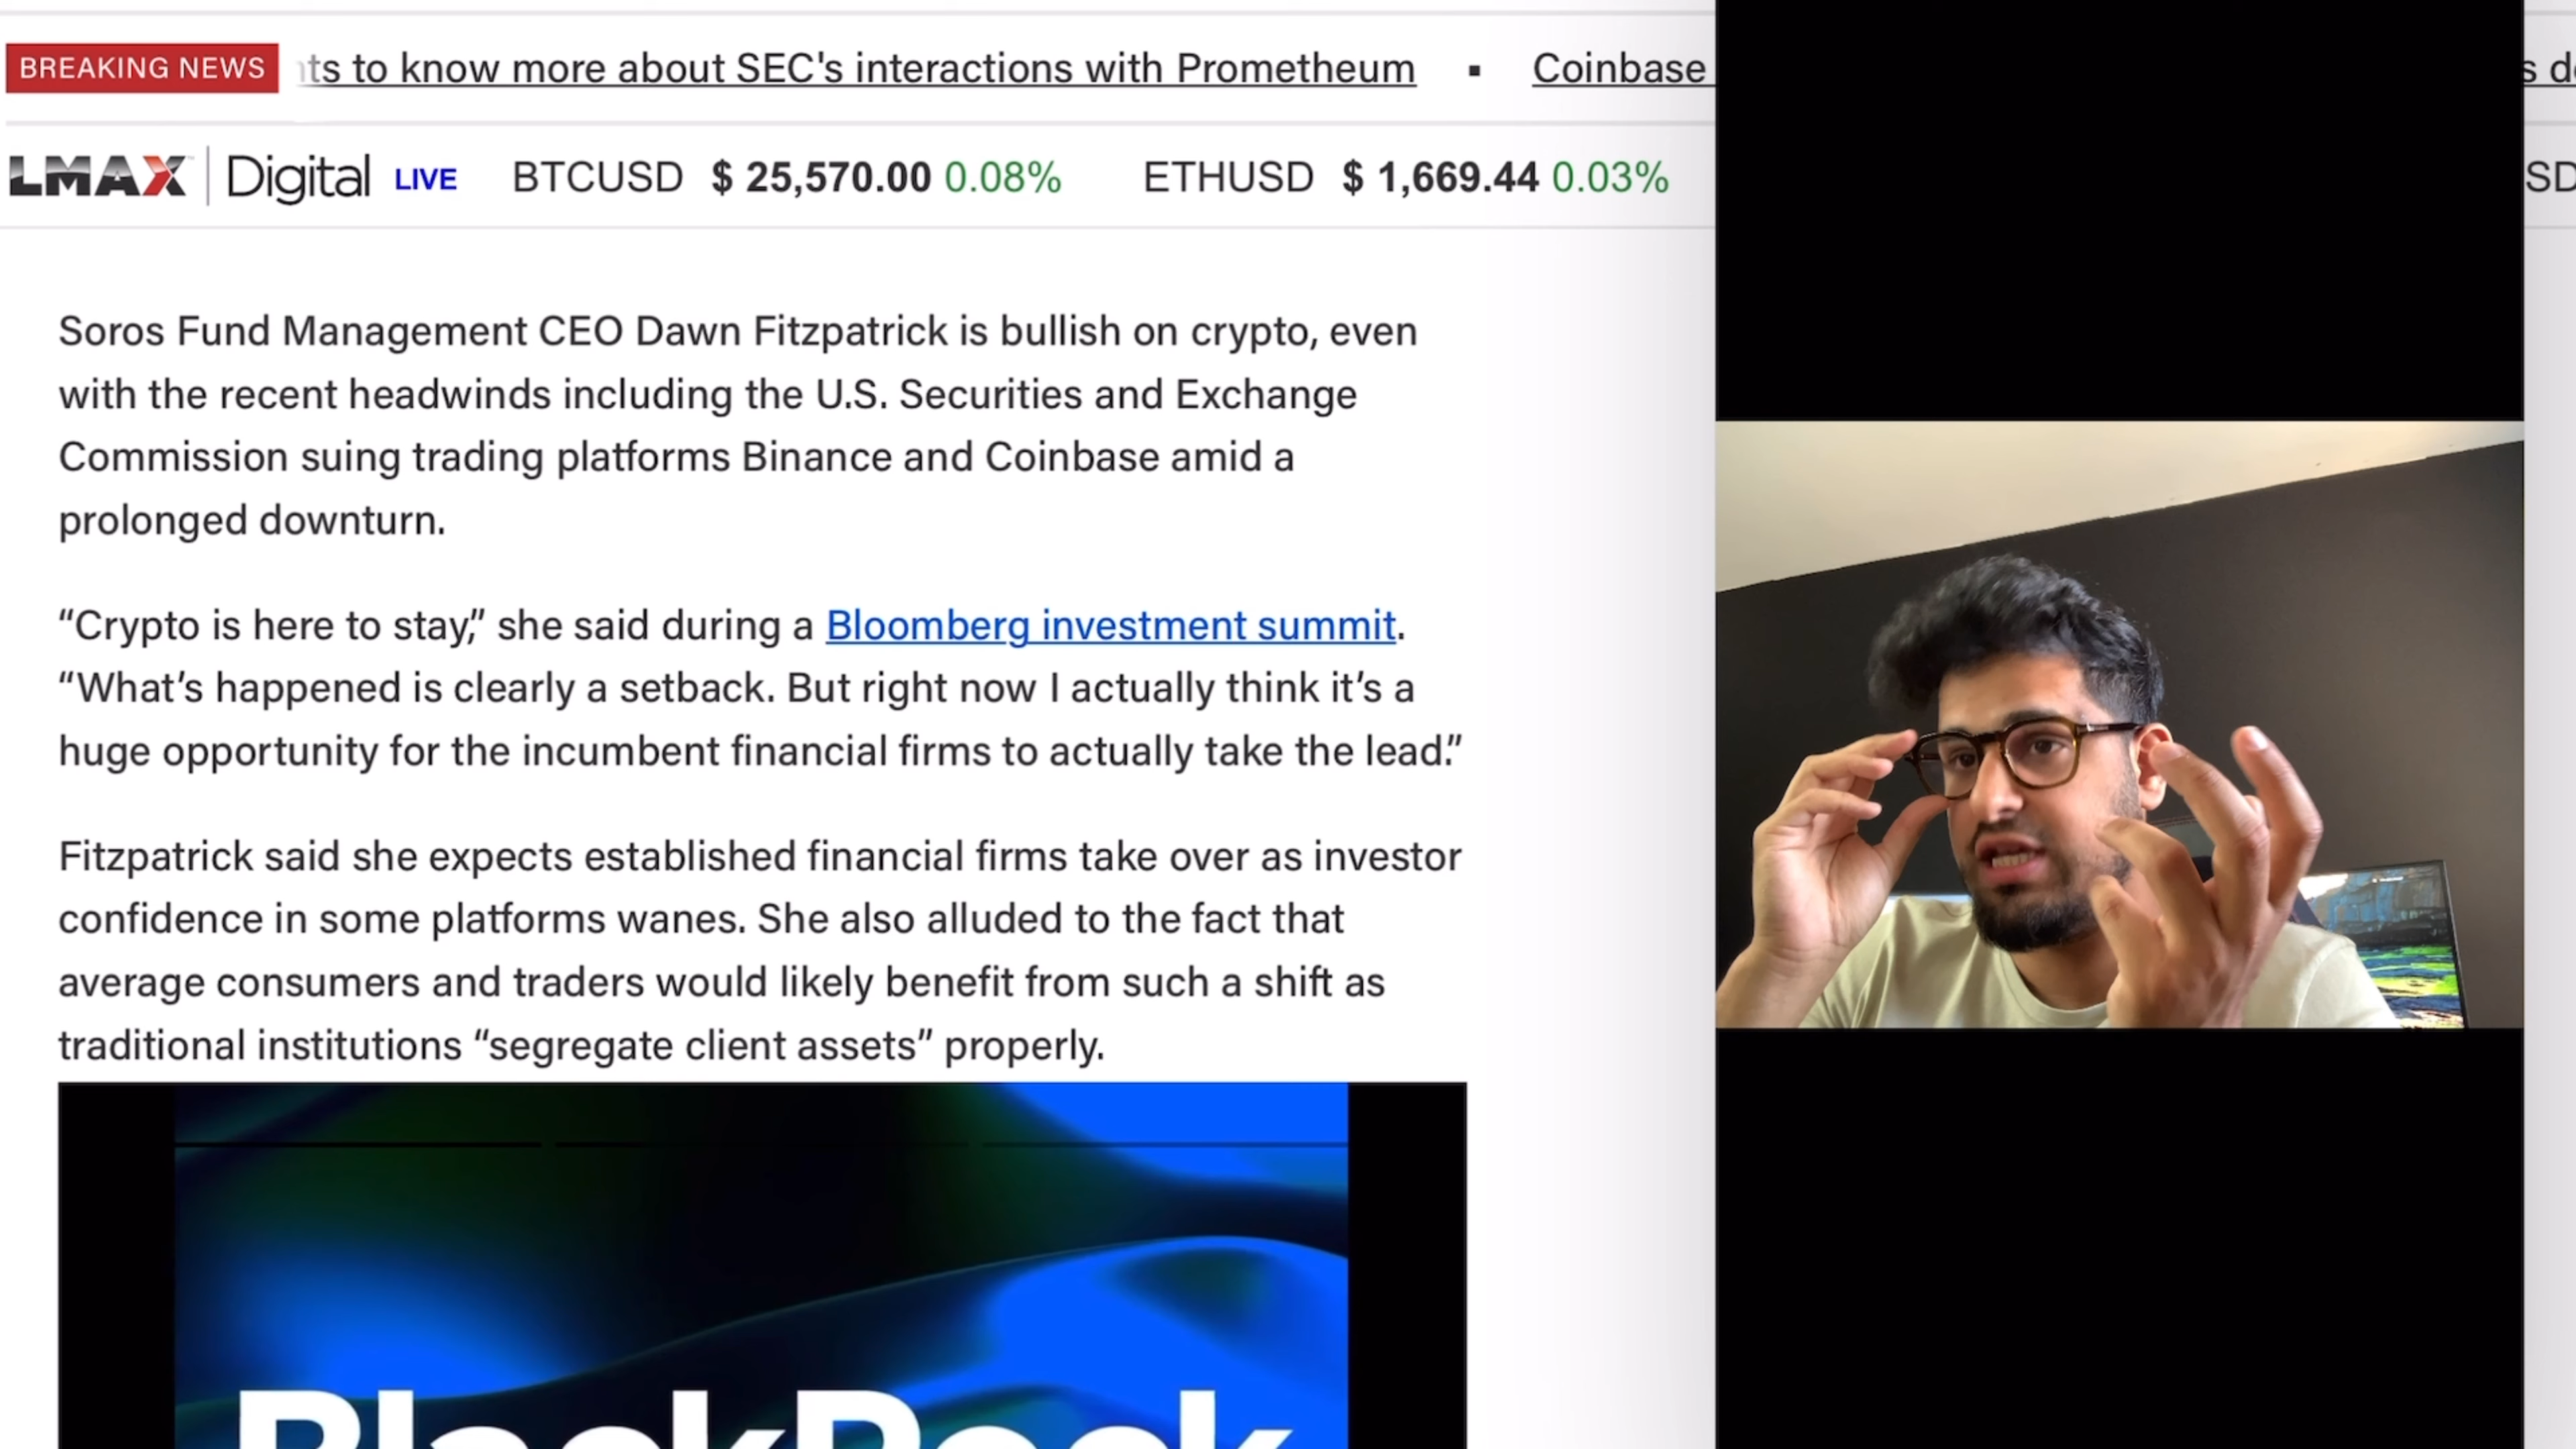 BREAKING NEWS ts to know more about SEC's interactions with Prometheum ▪ Coinbase
LMAX Digital LIVE BTCUSD $ 25,570.00 0.08% ETHUSD $ 1,669.44 0.03% SD
Soros Fund Management CEO Dawn Fitzpatrick is bullish on crypto, even
with the recent headwinds including the U.S. Securities and Exchange
Commission suing trading platforms Binance and Coinbase amid a
prolonged downturn.
“Crypto is here to stay,” she said during a Bloomberg investment summit.
“What’s happened is clearly a setback. But right now I actually think it’s a
huge opportunity for the incumbent financial firms to actually take the lead.”
Fitzpatrick said she expects established financial firms take over as investor
confidence in some platforms wanes. She also alluded to the fact that
average consumers and traders would likely benefit from such a shift as
traditional institutions “segregate client assets” properly.
BlackRock